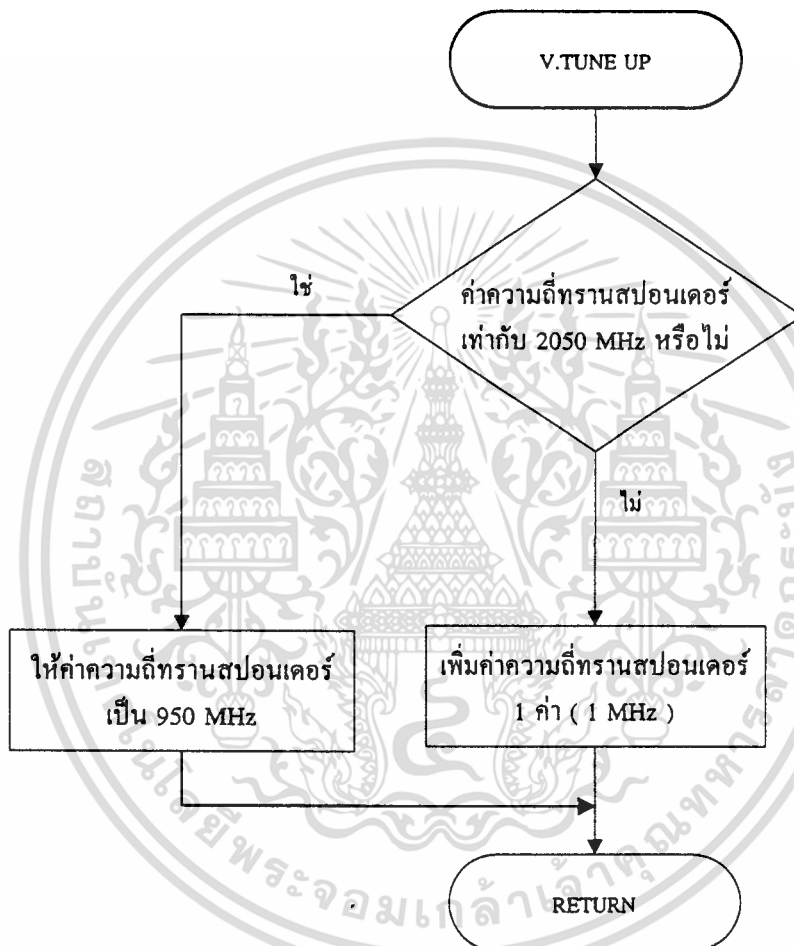 V.TUNE UP
ใช่
ค่าความถี่ทรานสปอนเดอร์
เท่ากับ 2050 MHz หรือไม่
ไม่
ให้ค่าความถี่ทรานสปอนเดอร์
เป็น 950 MHz
เพิ่มค่าความถี่ทรานสปอนเดอร์
1 ค่า ( 1 MHz )
RETURN